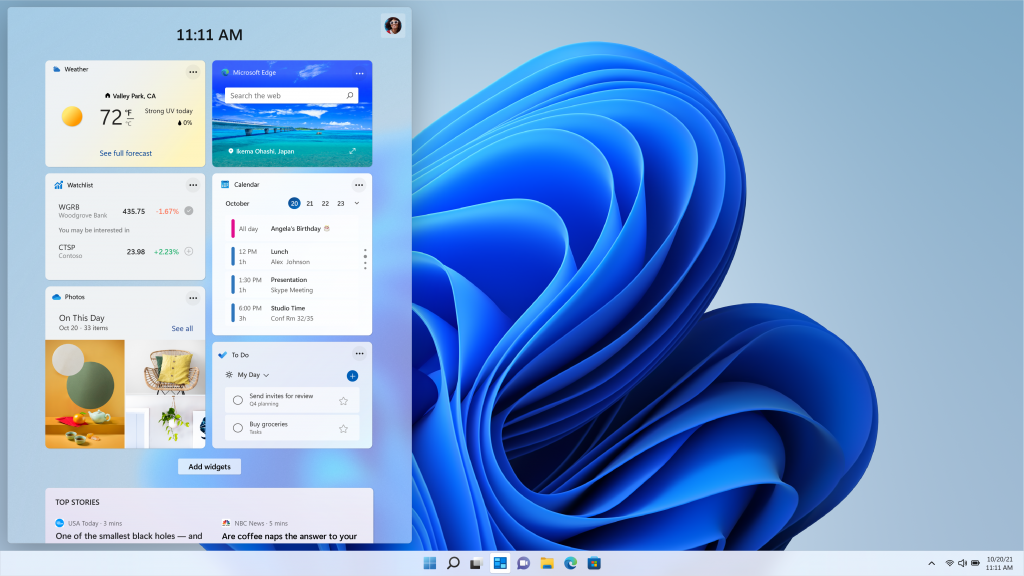 11:11 AM
Weather
Valley Park, CA
72 °F
°C
Strong UV today
0%
See full forecast
Microsoft Edge
Search the web
Ikema Ohashi, Japan
Watchlist
WGRB
Woodgrove Bank
435.75
-1.67%
You may be interested in
CTSP
Contoso
23.98
+2.23%
Calendar
October
20 21 22 23
All day Angela's Birthday
12 PM Lunch
1h Alex Johnson
1:30 PM Presentation
1h Skype Meeting
6:00 PM Studio Time
3h Conf Rm 32/35
Photos
On This Day
Oct 20 · 33 items
See all
To Do
My Day
Send invites for review
Q4 planning
Buy groceries
Tasks
Add widgets
TOP STORIES
USA Today · 3 mins
One of the smallest black holes — and
NBC News · 5 mins
Are coffee naps the answer to your
10/20/21
11:11 AM